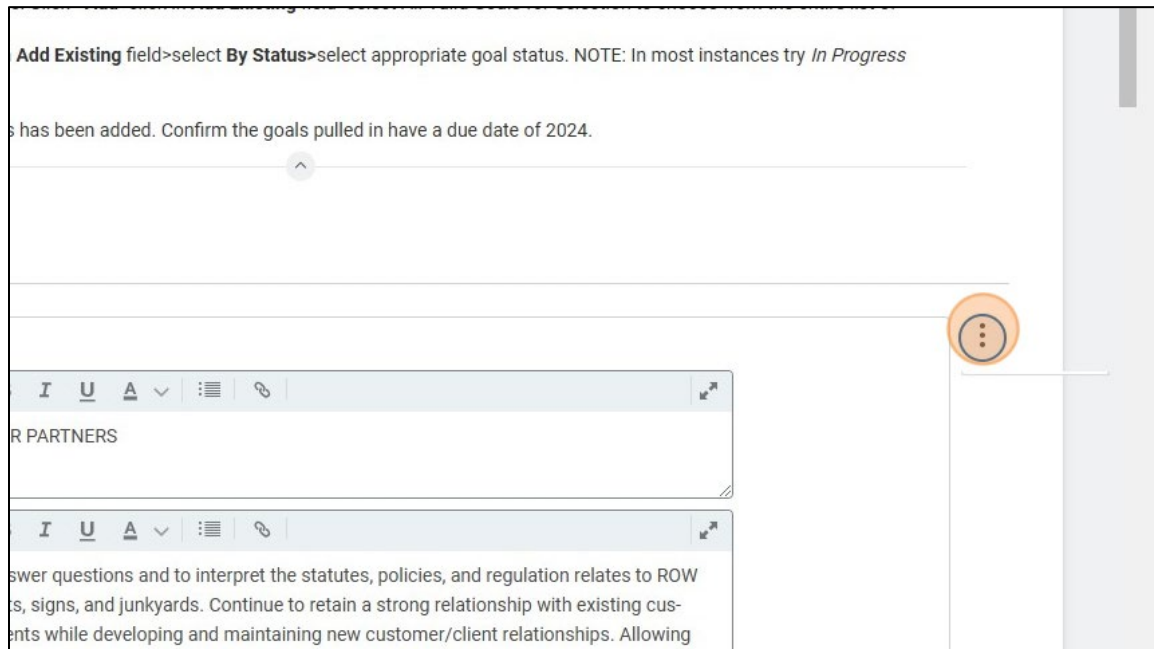 Add Existing field>select By Status>select appropriate goal status. NOTE: In most instances try In Progress
has been added. Confirm the goals pulled in have a due date of 2024.
I U A
R PARTNERS
I U A
swer questions and to interpret the statutes, policies, and regulation relates to ROW
ts, signs, and junkyards. Continue to retain a strong relationship with existing cus-
ents while developing and maintaining new customer/client relationships. Allowing